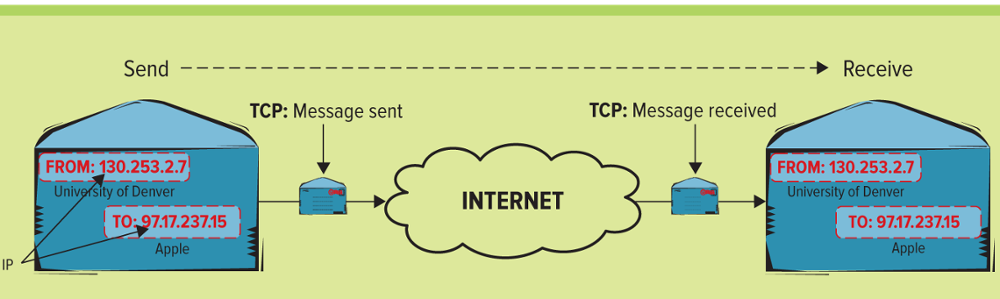 Send
Receive
TCP: Message sent
TCP: Message received
FROM: 130.253.2.7
University of Denver
TO: 97.17.237.15
Apple
IP
INTERNET
FROM: 130.253.2.7
University of Denver
TO: 97.17.237.15
Apple